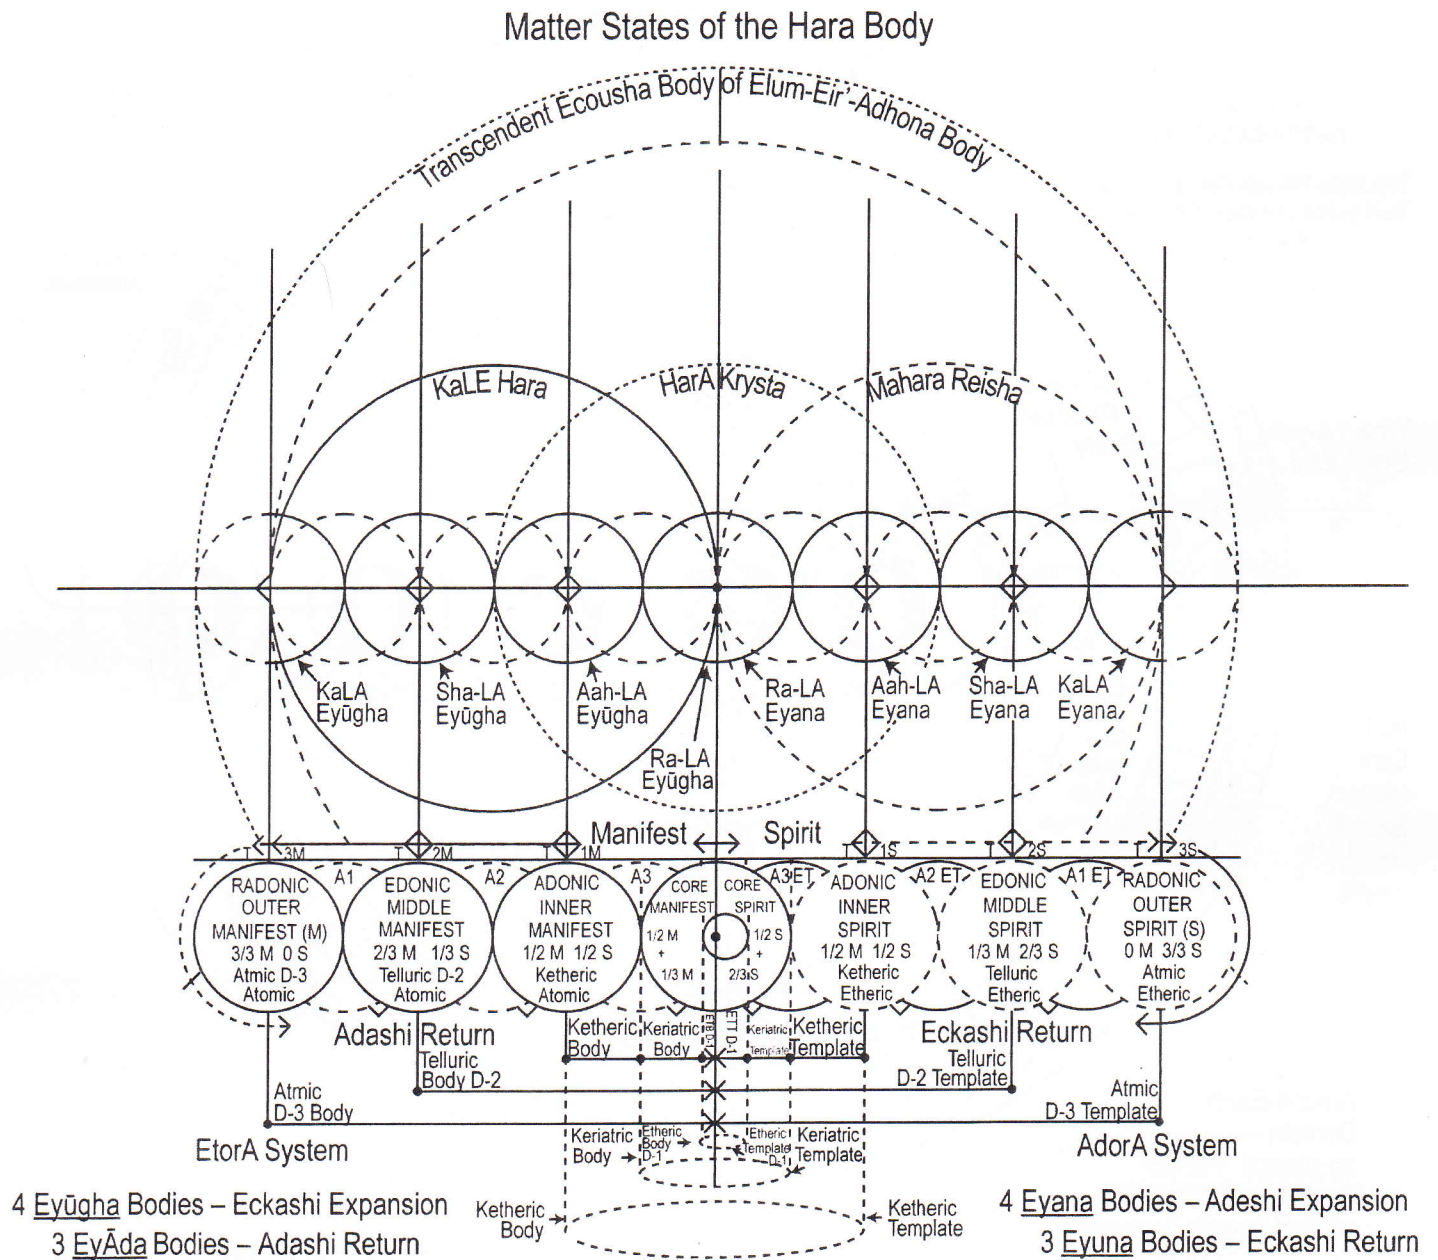 Matter States of the Hara Body
Transcendent Ecousha Body of Elum-Eir'-Adhona Body
KaLE Hara
HarA Krysta
Mahara Reisha
KaLA
Eyūgha
Sha-LA
Eyūgha
Aah-LA
Eyūgha
Ra-LA
Eyūgha
Ra-LA
Eyana
Aah-LA
Eyana
Sha-LA
Eyana
KaLA
Eyana
Manifest
Spirit
T 3M
T 2M
T 1M
T 1S
T 2S
T 3S
RADONIC
OUTER
MANIFEST (M)
3/3 M 0 S
Atmic D-3
Atomic
A1
EDONIC
MIDDLE
MANIFEST
2/3 M 1/3 S
Telluric D-2
Atomic
A2
ADONIC
INNER
MANIFEST
1/2 M 1/2 S
Ketheric
Atomic
A3
CORE
MANIFEST
1/2 M
+
1/3 M
CORE
SPIRIT
1/2 S
+
2/3 S
A3 ET
ADONIC
INNER
SPIRIT
1/2 M 1/2 S
Ketheric
Etheric
A2 ET
EDONIC
MIDDLE
SPIRIT
1/3 M 2/3 S
Telluric
Etheric
A1 ET
RADONIC
OUTER
SPIRIT (S)
0 M 3/3 S
Atmic
Etheric
Adashi Return
Ketheric
Body
Keriatric
Body
ETB D-1
ETT D-1
Keriatric
Template
Ketheric
Template
Eckashi Return
Telluric
Body D-2
Telluric
D-2 Template
Atmic
D-3 Body
Atmic
D-3 Template
EtorA System
Keriatric
Body
Etheric
Body
D-1
Etheric
Template
D-1
Keriatric
Template
AdorA System
4 Eyūgha Bodies – Eckashi Expansion
3 EyĀda Bodies – Adashi Return
Ketheric
Body
Ketheric
Template
4 Eyana Bodies – Adeshi Expansion
3 Eyuna Bodies – Eckashi Return